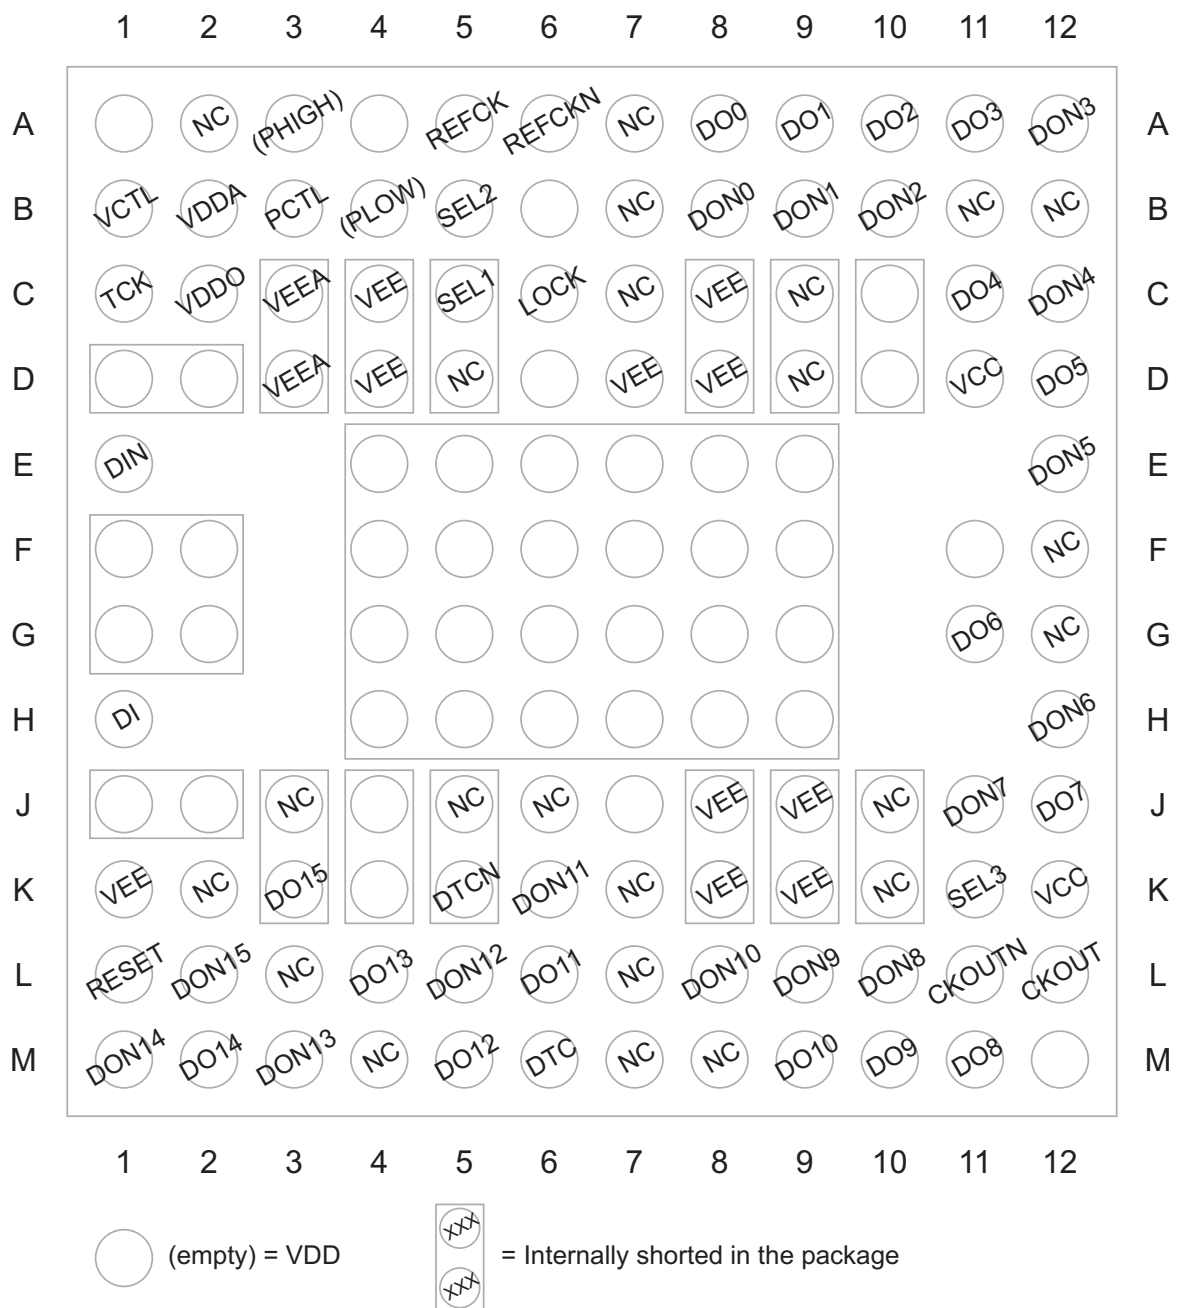 1 2 3 4 5 6 7 8 9 10 11 12
A NC (PHIGH) REFCK REFCKN NC DO0 DO1 DO2 DO3 DON3 A
B VCTL VDDA PCTL (PLOW) SEL2 NC DON0 DON1 DON2 NC NC B
C TCK VDDO VEEA VEE SEL1 LOCK NC VEE NC DO4 DON4 C
D VEEA VEE NC VEE VEE NC VCC DO5 D
E DIN DON5 E
F NC F
G DO6 NC G
H DI DON6 H
J NC NC NC VEE VEE NC DON7 DO7 J
K VEE NC DO15 DTCN DON11 NC VEE VEE NC SEL3 VCC K
L RESET DON15 NC DO13 DON12 DO11 NC DON10 DON9 DON8 CKOUTN CKOUT L
M DON14 DO14 DON13 NC DO12 DTC NC NC DO10 DO9 DO8 M
1 2 3 4 5 6 7 8 9 10 11 12
XXX
(empty) = VDD = Internally shorted in the package
XXX